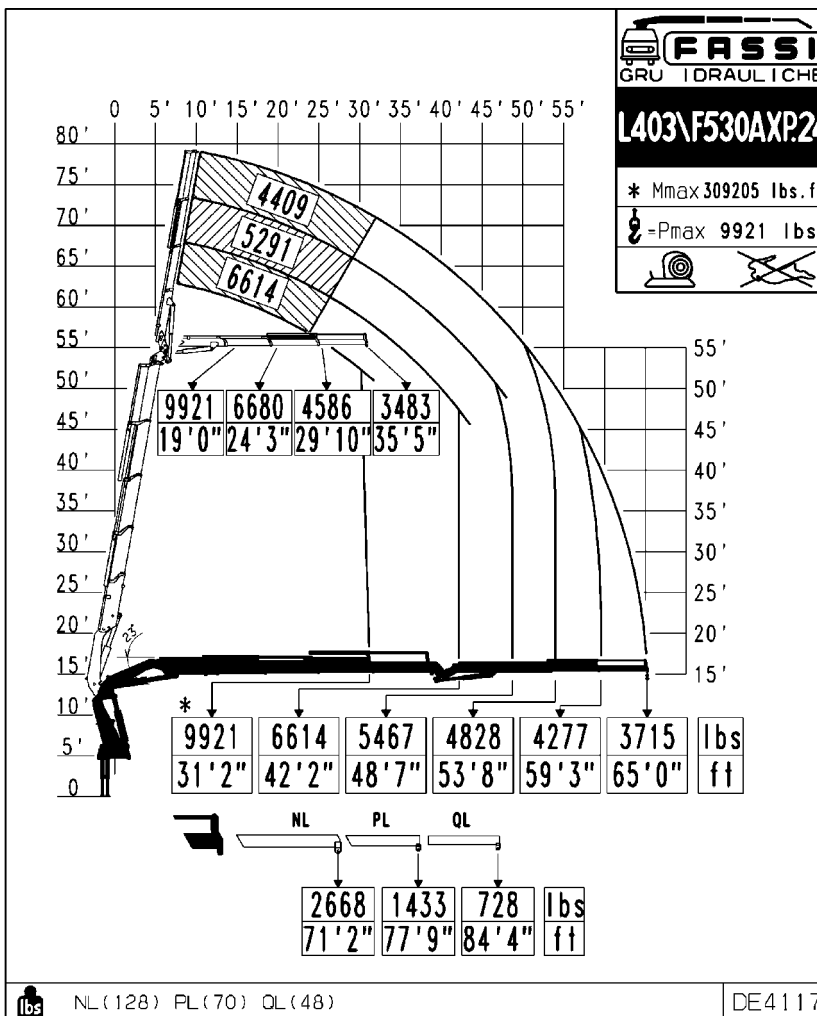 FASSI
GRU IDRAULICHE
L403\F530AXP.24
* Mmax 309205 lbs.f
=Pmax 9921 lbs
0 5' 10' 15' 20' 25' 30' 35' 40' 45' 50' 55'
80'
75'
70'
65'
60'
55'
50'
45'
40'
35'
30'
25'
20'
15'
10'
5'
0
4409
5291
6614
55'
50'
45'
40'
35'
30'
25'
20'
15'
9921 6680 4586 3483
19'0" 24'3" 29'10" 35'5"
23°
*
9921 6614 5467 4828 4277 3715 lbs
31'2" 42'2" 48'7" 53'8" 59'3" 65'0" ft
NL PL QL
2668 1433 728 lbs
71'2" 77'9" 84'4" ft
lbs NL(128) PL(70) QL(48)
DE4117